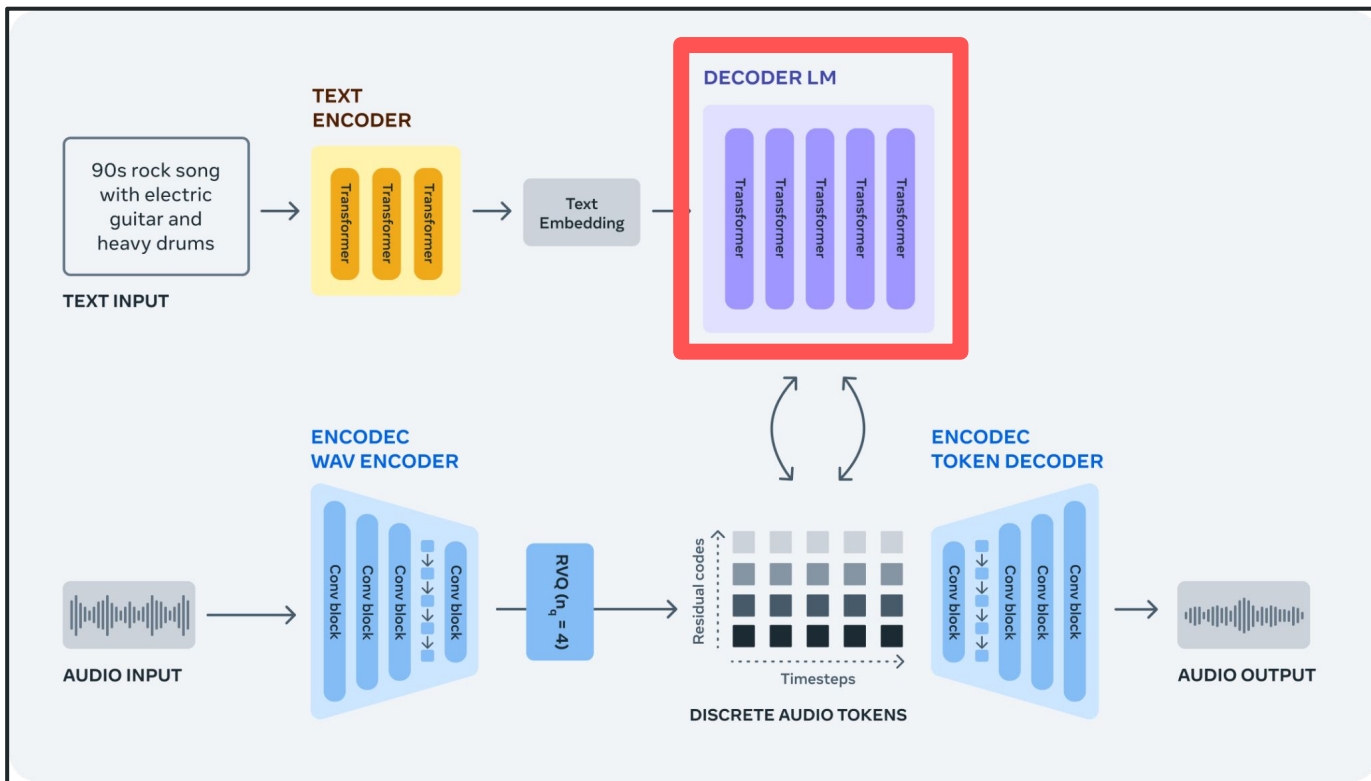 DECODER LM
TEXT
ENCODER
90s rock song
with electric
guitar and
heavy drums
TEXT INPUT
Transformer
Transformer
Transformer
Text
Embedding
Transformer
Transformer
Transformer
Transformer
Transformer
ENCODEC
WAV ENCODER
ENCODEC
TOKEN DECODER
AUDIO INPUT
Conv block
Conv block
Conv block
Conv block
RVQ (n_q = 4)
Residual codes
Timesteps
DISCRETE AUDIO TOKENS
Conv block
Conv block
Conv block
Conv block
AUDIO OUTPUT